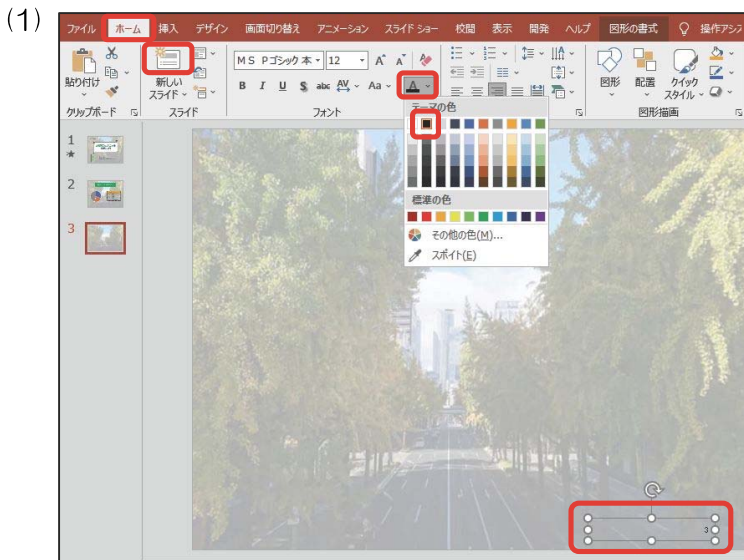 (1)
ファイル ホーム 挿入 デザイン 画面切り替え アニメーション スライド ショー 校閲 表示 開発 ヘルプ 図形の書式 操作アシス
貼り付け
新しい
スライド
MS Pゴシック 本 12 A A
B I U S abc AV Aa A
図形 配置 クイック
スタイル
クリップボード スライド フォント 図形描画
テーマの色
標準の色
その他の色(M)...
スポイト(E)
1
2
3
3